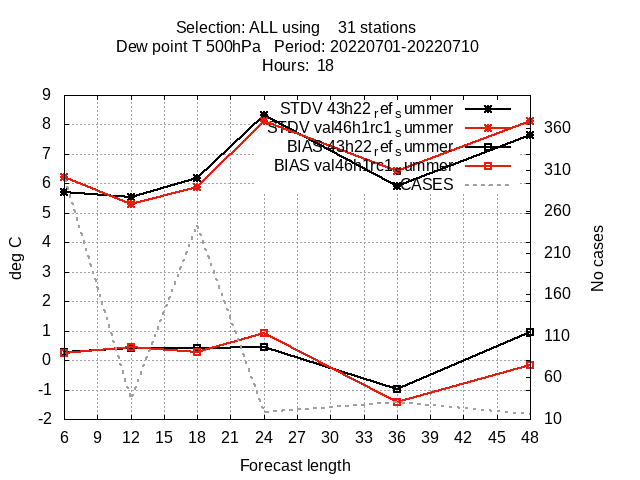 Selection: ALL using    31 stations
Dew point T 500hPa   Period: 20220701-20220710
Hours:  18
STDV 43h22_ref_summer
STDV val46h1rc1_summer
BIAS 43h22_ref_summer
BIAS val46h1rc1_summer
CASES
9
8
7
6
5
4
3
2
1
0
-1
-2
deg C
360
310
260
210
160
110
60
10
No cases
6 9 12 15 18 21 24 27 30 33 36 39 42 45 48
Forecast length